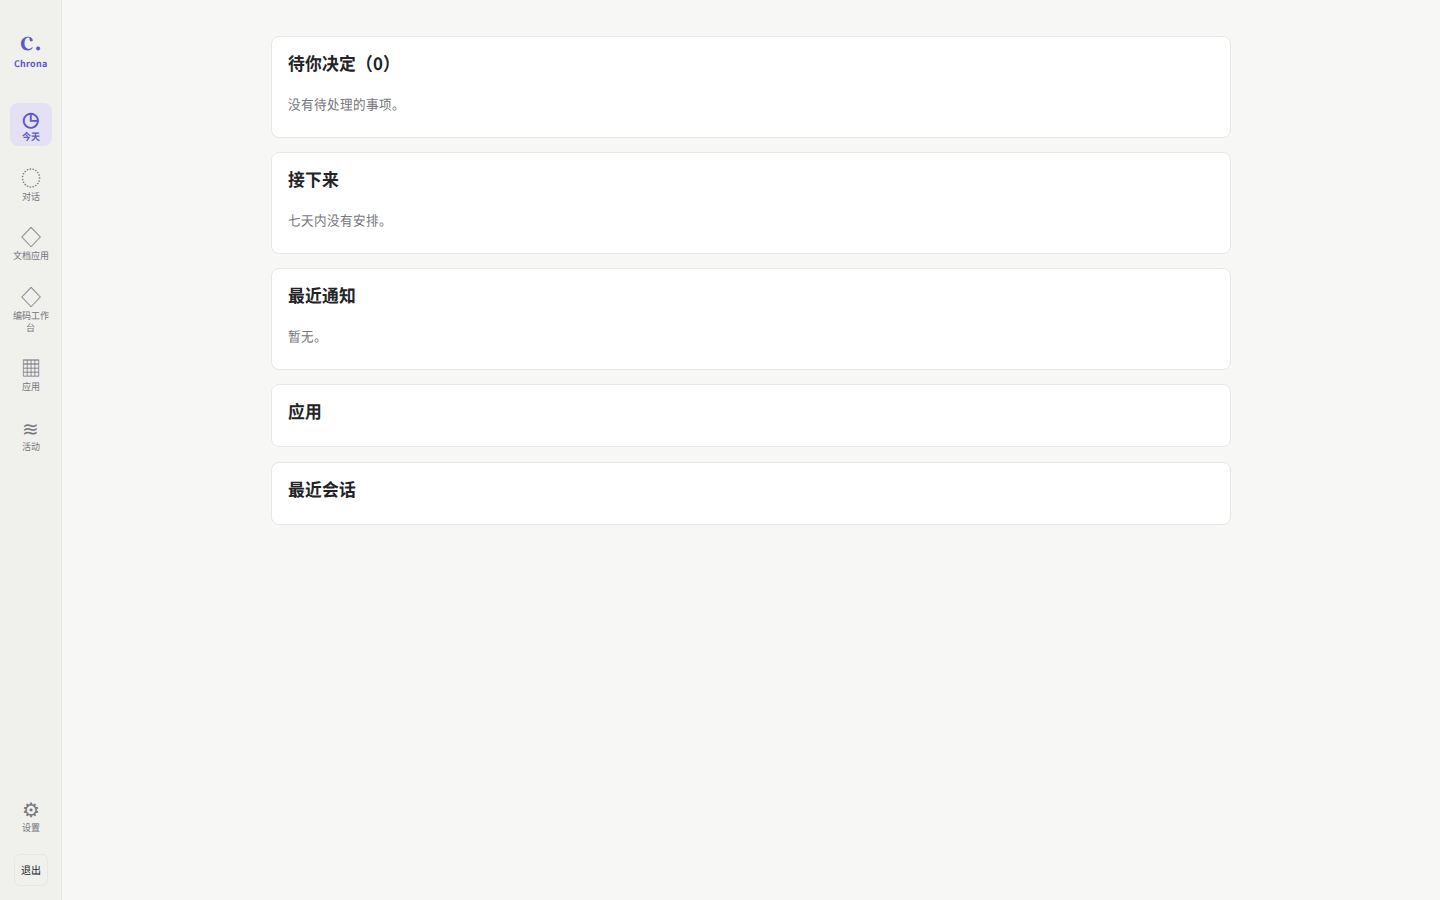 c.
Chrona
今天
对话
文档应用
编码工作
台
应用
活动
设置
退出
待你决定（0）
没有待处理的事项。
接下来
七天内没有安排。
最近通知
暂无。
应用
最近会话